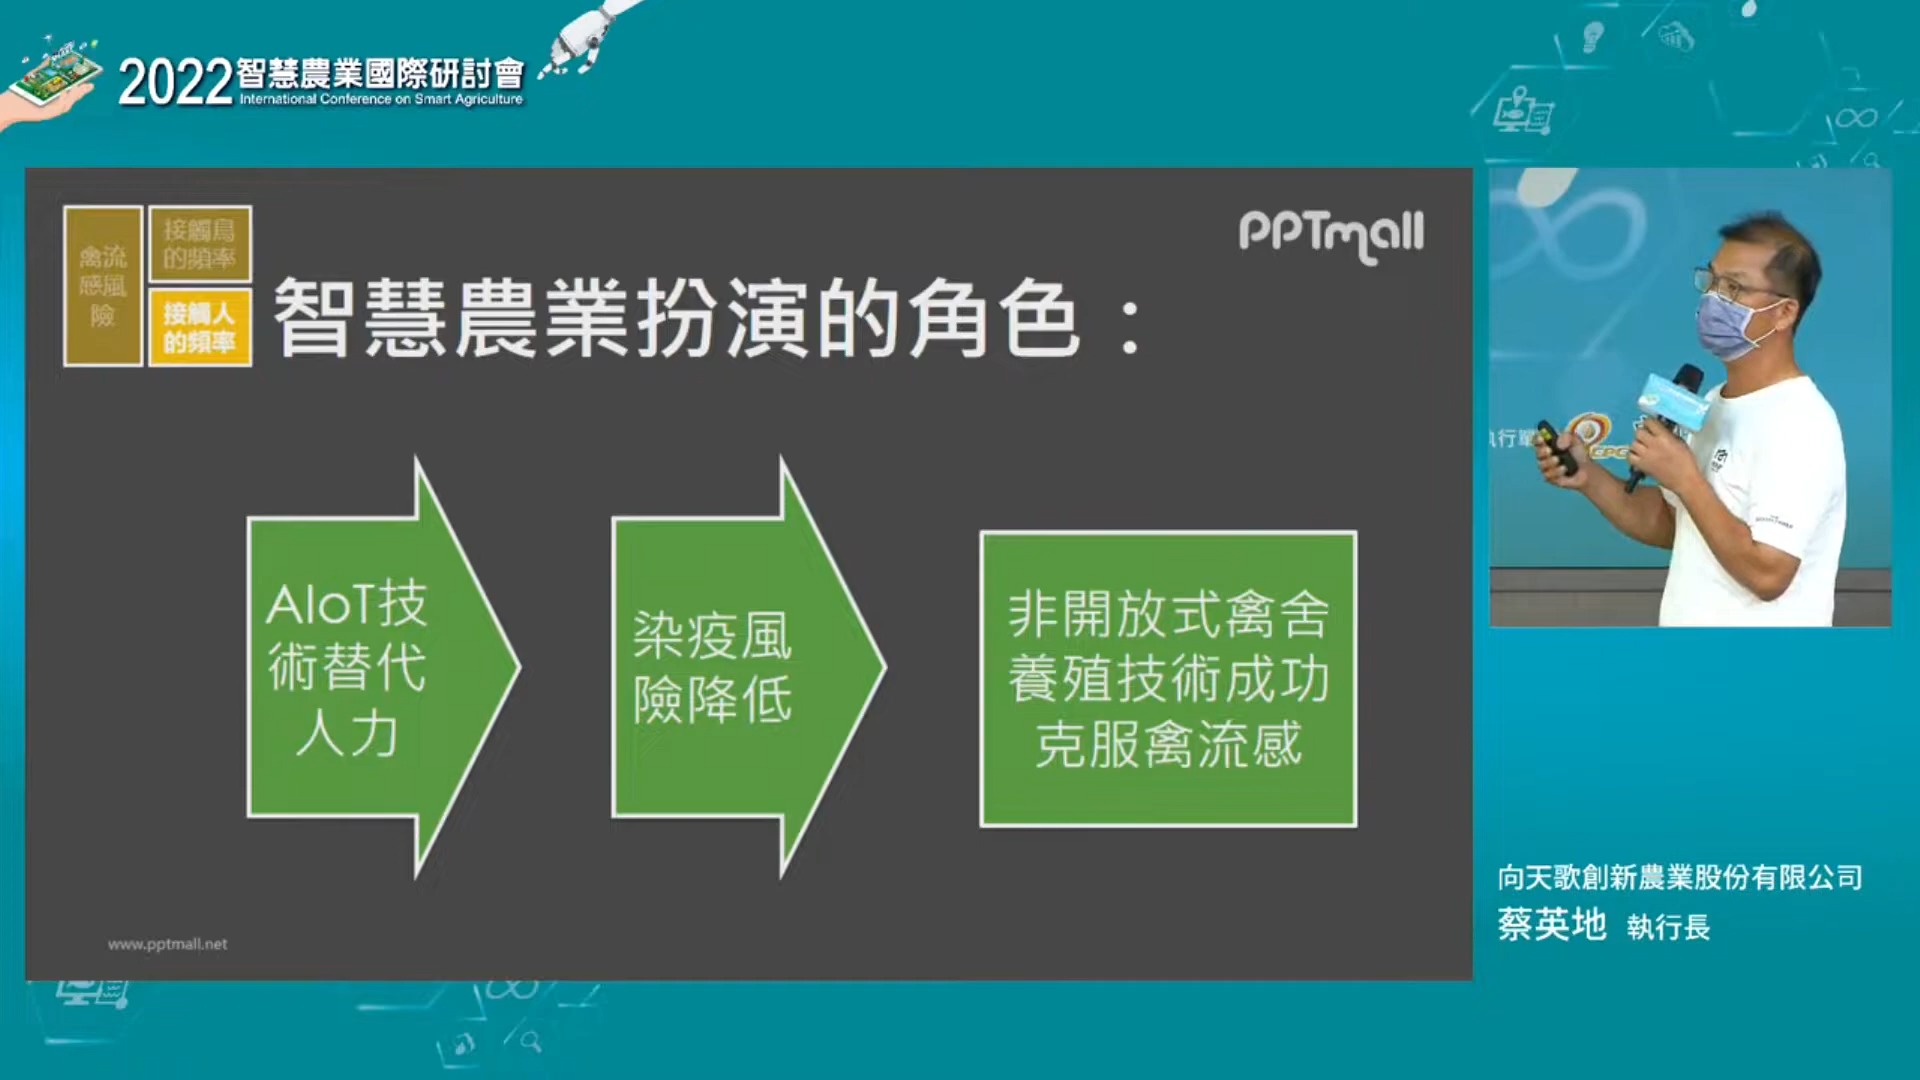 2022智慧農業國際研討會
International Conference on Smart Agriculture
禽流
感風
險
接觸鳥
的頻率
接觸人
的頻率
智慧農業扮演的角色：
PPTmall
AIoT技
術替代
人力
染疫風
險降低
非開放式禽舍
養殖技術成功
克服禽流感
www.pptmall.net
執行單
CPC
向天歌創新農業股份有限公司
蔡英地 執行長